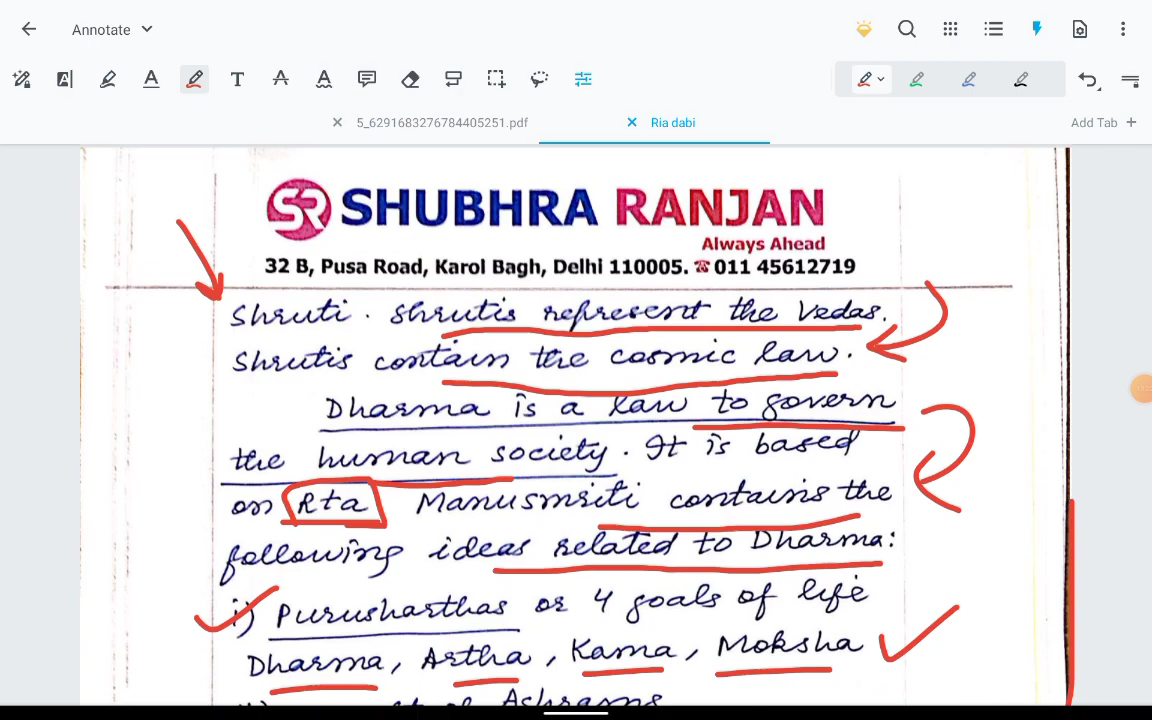 Annotate
5_6291683276784405251.pdf
Ria dabi
Add Tab +
SR SHUBHRA RANJAN
Always Ahead
32 B, Pusa Road, Karol Bagh, Delhi 110005. ☎ 011 45612719
Shruti. Shrutis represent the Vedas.
Shrutis contain the cosmic law.
Dharma is a law to govern
the human society. It is based
on Rta Manusmriti contains the
following ideas related to Dharma:
i) Purusharthas or 4 goals of life
Dharma, Artha, Kama, Moksha
Ashrams